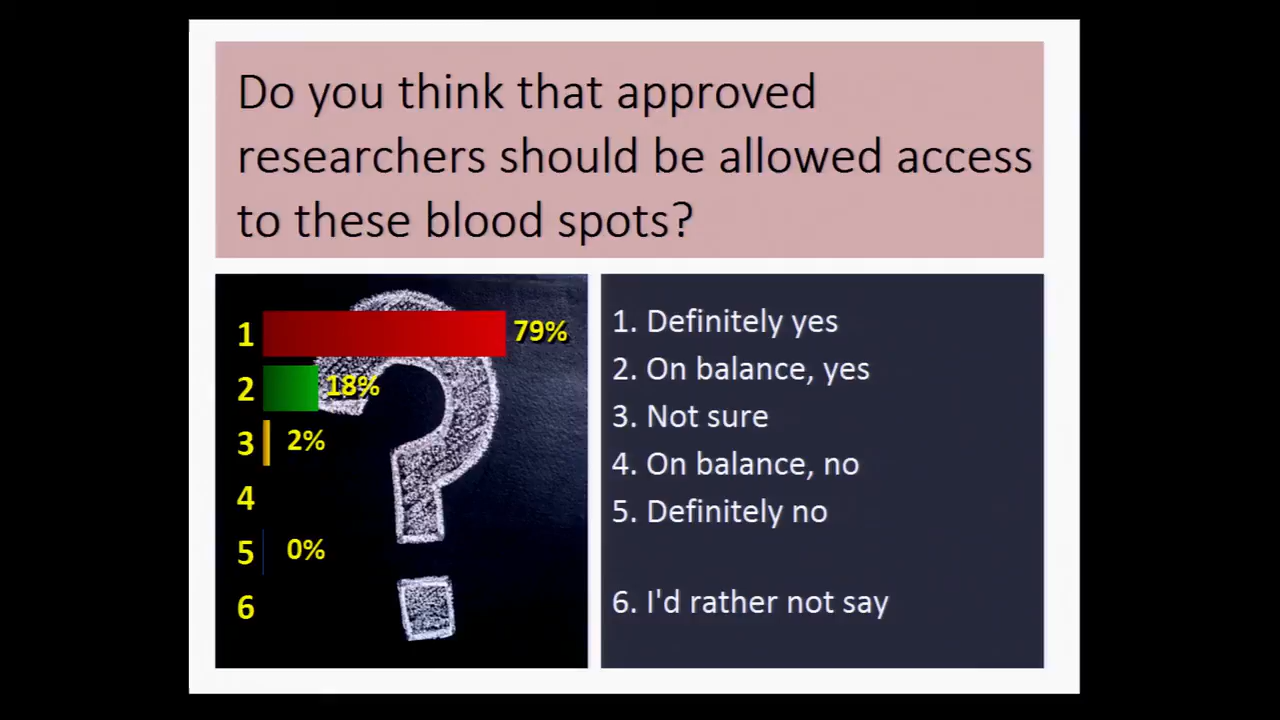 Do you think that approved
researchers should be allowed access
to these blood spots?
1 79%
2 18%
3 2%
4
5 0%
6
1. Definitely yes
2. On balance, yes
3. Not sure
4. On balance, no
5. Definitely no
6. I'd rather not say